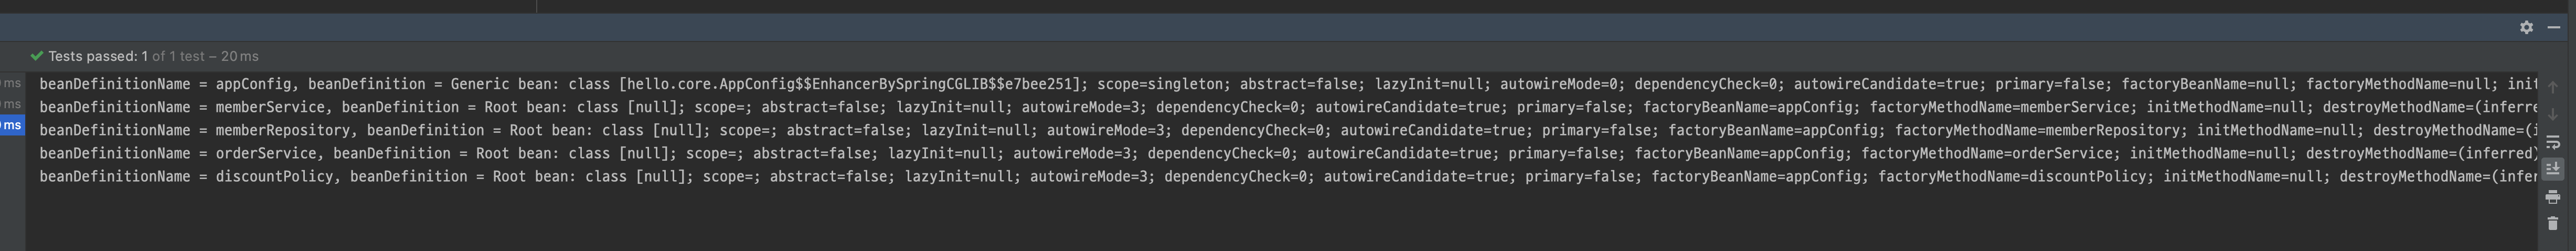 Tests passed: 1 of 1 test – 20 ms
ms
beanDefinitionName = appConfig, beanDefinition = Generic bean: class [hello.core.AppConfig$$EnhancerBySpringCGLIB$$e7bee251]; scope=singleton; abstract=false; lazyInit=null; autowireMode=0; dependencyCheck=0; autowireCandidate=true; primary=false; factoryBeanName=null; factoryMethodName=null; init
ms
beanDefinitionName = memberService, beanDefinition = Root bean: class [null]; scope=; abstract=false; lazyInit=null; autowireMode=3; dependencyCheck=0; autowireCandidate=true; primary=false; factoryBeanName=appConfig; factoryMethodName=memberService; initMethodName=null; destroyMethodName=(inferre
ms
beanDefinitionName = memberRepository, beanDefinition = Root bean: class [null]; scope=; abstract=false; lazyInit=null; autowireMode=3; dependencyCheck=0; autowireCandidate=true; primary=false; factoryBeanName=appConfig; factoryMethodName=memberRepository; initMethodName=null; destroyMethodName=(i
beanDefinitionName = orderService, beanDefinition = Root bean: class [null]; scope=; abstract=false; lazyInit=null; autowireMode=3; dependencyCheck=0; autowireCandidate=true; primary=false; factoryBeanName=appConfig; factoryMethodName=orderService; initMethodName=null; destroyMethodName=(inferred)
beanDefinitionName = discountPolicy, beanDefinition = Root bean: class [null]; scope=; abstract=false; lazyInit=null; autowireMode=3; dependencyCheck=0; autowireCandidate=true; primary=false; factoryBeanName=appConfig; factoryMethodName=discountPolicy; initMethodName=null; destroyMethodName=(infer